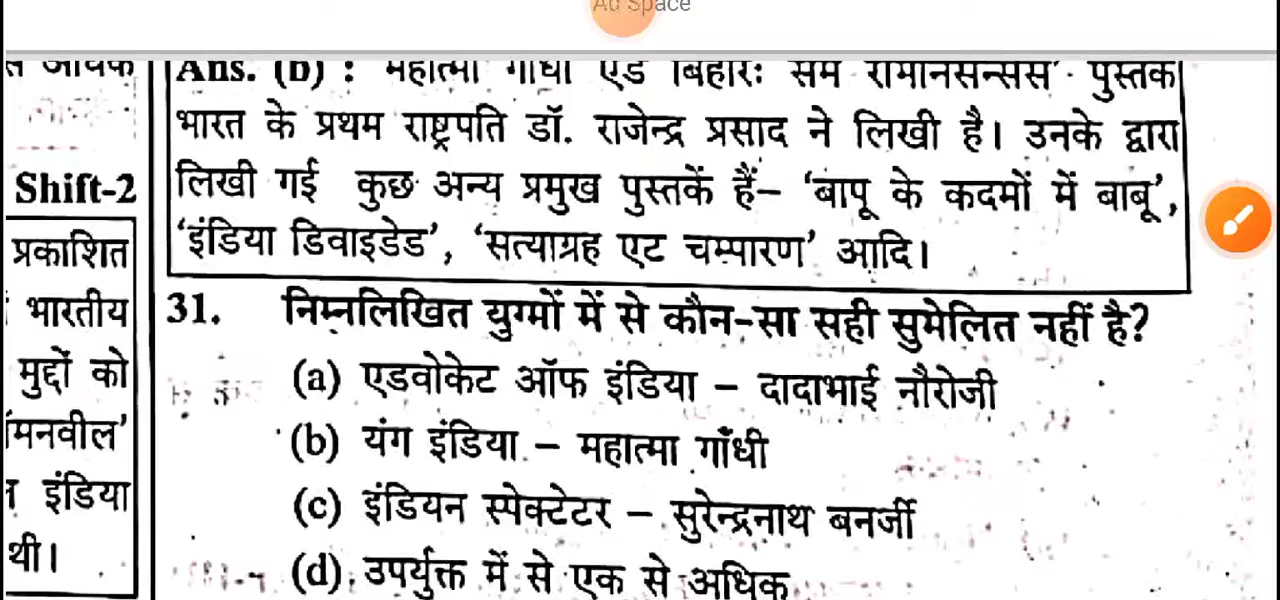 Ad Space
Shift-2
प्रकाशित
भारतीय
मुद्दों को
इंडिया
थी।
Ans. (b) : महात्मा गाँधी एंड बिहारः सम रेमिनसन्सेस पुस्तक
भारत के प्रथम राष्ट्रपति डॉ. राजेन्द्र प्रसाद ने लिखी है। उनके द्वारा
लिखी गई कुछ अन्य प्रमुख पुस्तकें हैं– ‘बापू के कदमों में बाबू’,
‘इंडिया डिवाइडेड’, ‘सत्याग्रह एट चम्पारण’ आदि।
31. निम्नलिखित युग्मों में से कौन-सा सही सुमेलित नहीं है?
(a) एडवोकेट ऑफ इंडिया – दादाभाई नौरोजी
(b) यंग इंडिया – महात्मा गाँधी
(c) इंडियन स्पेक्टेटर – सुरेन्द्रनाथ बनर्जी
(d) उपर्युक्त में से एक से अधिक